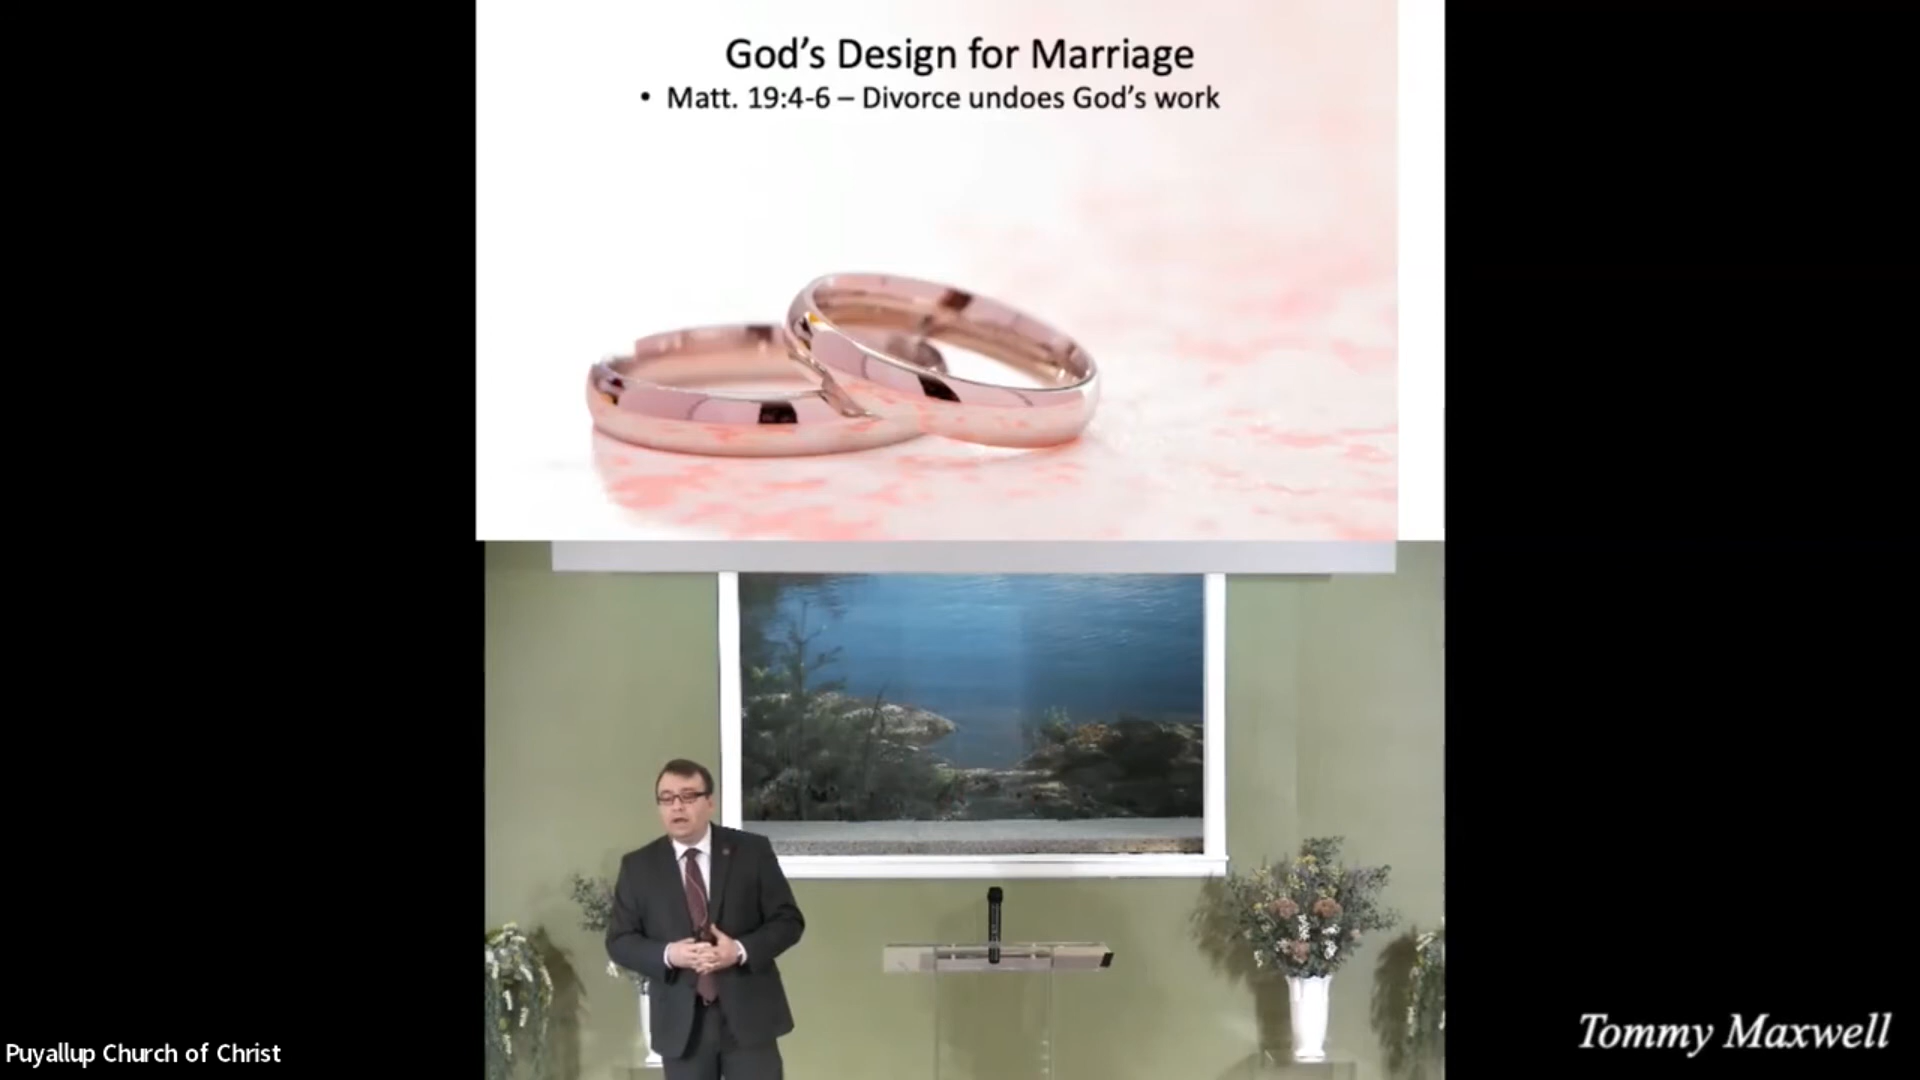 God’s Design for Marriage
• Matt. 19:4-6 – Divorce undoes God’s work
Puyallup Church of Christ
Tommy Maxwell